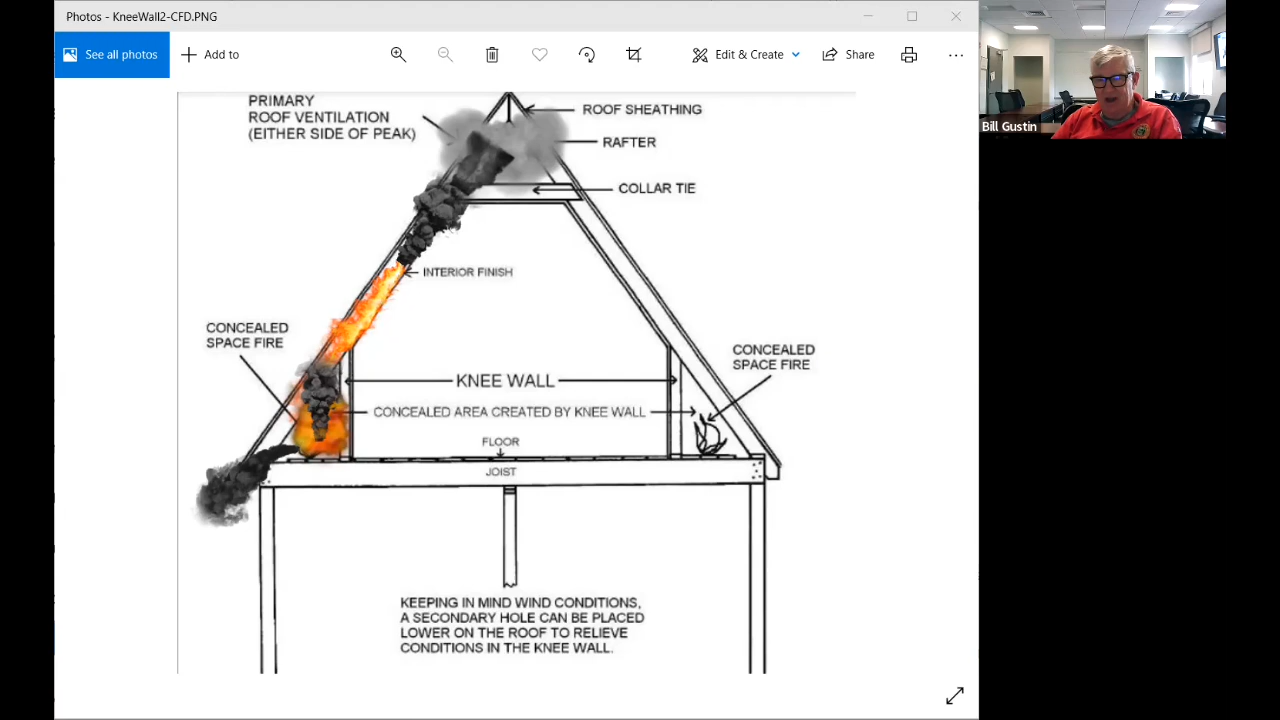 Photos - KneeWall2-CFD.PNG
See all photos
Add to
Edit & Create
Share
Bill Gustin
PRIMARY
ROOF VENTILATION
(EITHER SIDE OF PEAK)
ROOF SHEATHING
RAFTER
COLLAR TIE
INTERIOR FINISH
CONCEALED
SPACE FIRE
CONCEALED
SPACE FIRE
KNEE WALL
CONCEALED AREA CREATED BY KNEE WALL
FLOOR
JOIST
KEEPING IN MIND WIND CONDITIONS,
A SECONDARY HOLE CAN BE PLACED
LOWER ON THE ROOF TO RELIEVE
CONDITIONS IN THE KNEE WALL.